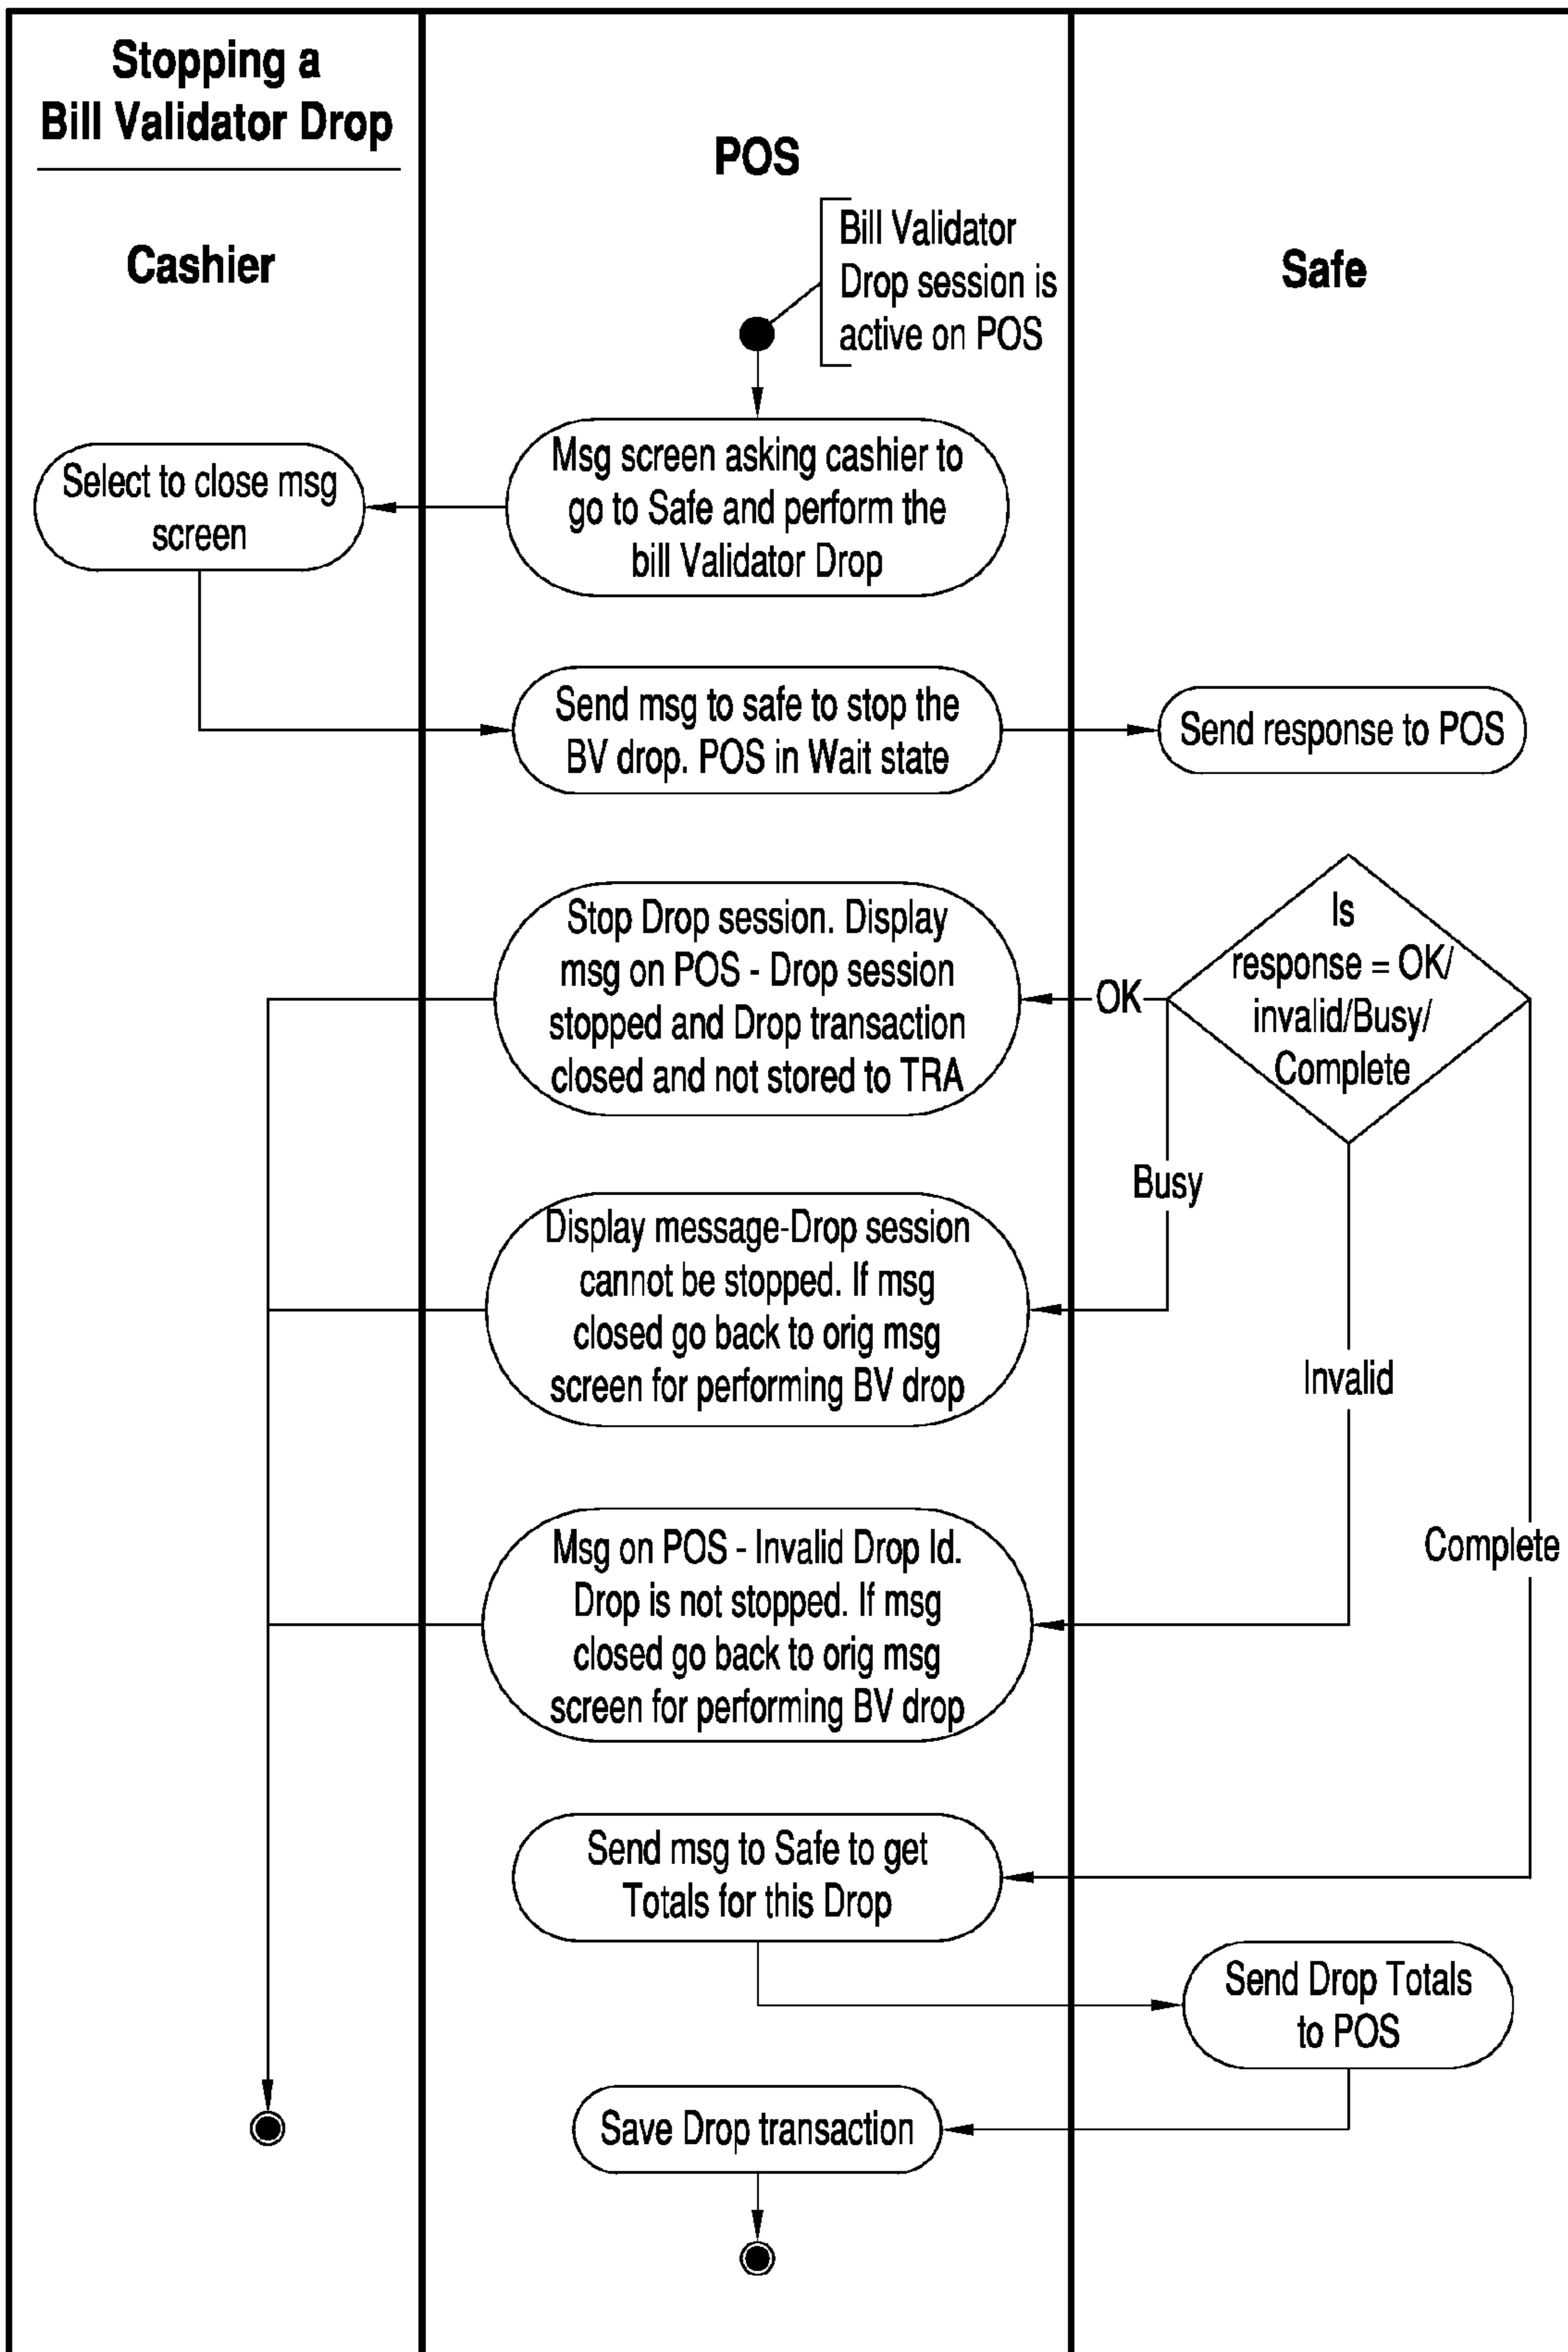 Stopping a
Bill Validator Drop
Cashier
POS
Safe
Bill Validator
Drop session is
active on POS
Msg screen asking cashier to
go to Safe and perform the
bill Validator Drop
Select to close msg
screen
Send msg to safe to stop the
BV drop. POS in Wait state
Send response to POS
Is
response = OK/
invalid/Busy/
Complete
OK
Stop Drop session. Display
msg on POS - Drop session
stopped and Drop transaction
closed and not stored to TRA
Busy
Display message-Drop session
cannot be stopped. If msg
closed go back to orig msg
screen for performing BV drop
Invalid
Msg on POS - Invalid Drop Id.
Drop is not stopped. If msg
closed go back to orig msg
screen for performing BV drop
Complete
Send msg to Safe to get
Totals for this Drop
Send Drop Totals
to POS
Save Drop transaction